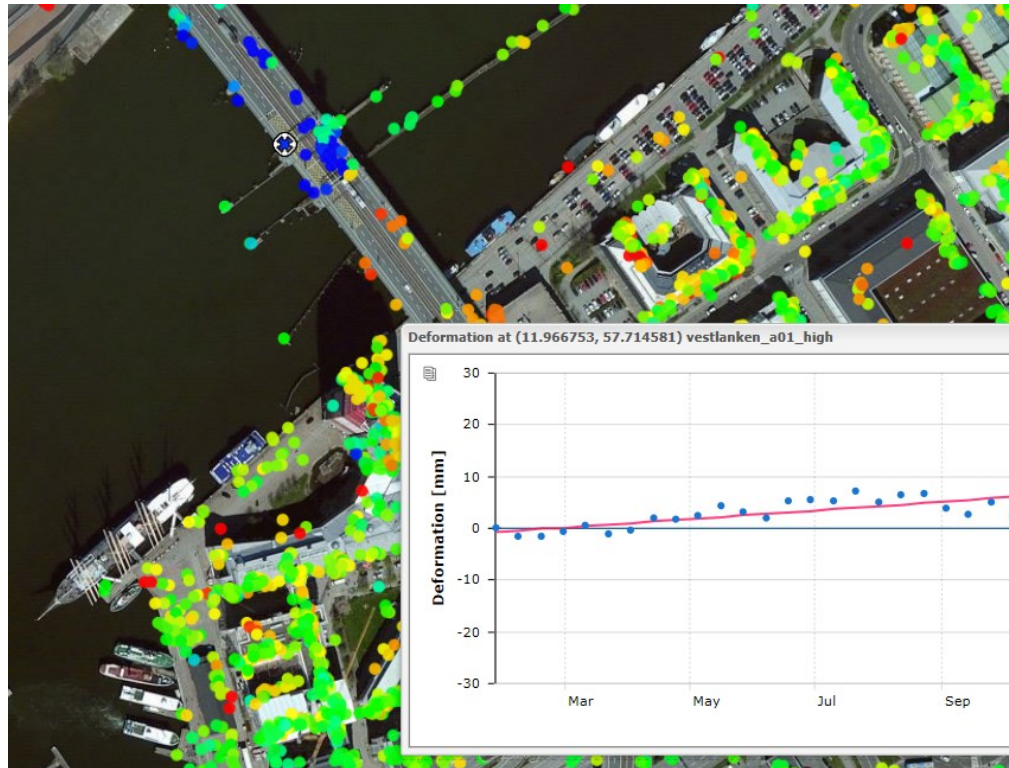 Deformation at (11.966753, 57.714581) vestlanken_a01_high
30
20
10
0
-10
-20
-30
Deformation [mm]
Mar May Jul Sep